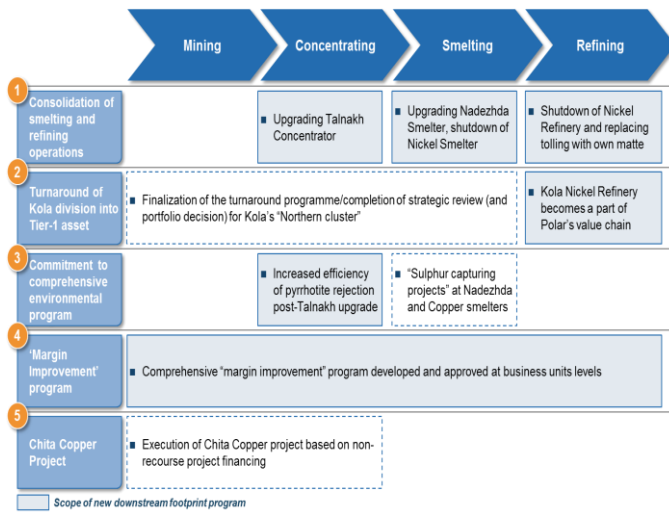 Mining
Concentrating
Smelting
Refining
1
Consolidation of
smelting and
refining
operations
Upgrading Talnakh
Concentrator
Upgrading Nadezhda
Smelter, shutdown of
Nickel Smelter
Shutdown of Nickel
Refinery and replacing
tolling with own matte
2
Turnaround of
Kola division into
Tier-1 asset
Finalization of the turnaround programme/completion of strategic review (and
portfolio decision) for Kola's "Northern cluster"
Kola Nickel Refinery
becomes a part of
Polar's value chain
3
Commitment to
comprehensive
environmental
program
Increased efficiency
of pyrrhotite rejection
post-Talnakh upgrade
"Sulphur capturing
projects" at Nadezhda
and Copper smelters
4
'Margin
Improvement'
program
Comprehensive "margin improvement" program developed and approved at business units levels
5
Chita Copper
Project
Execution of Chita Copper project based on non-
recourse project financing
Scope of new downstream footprint program